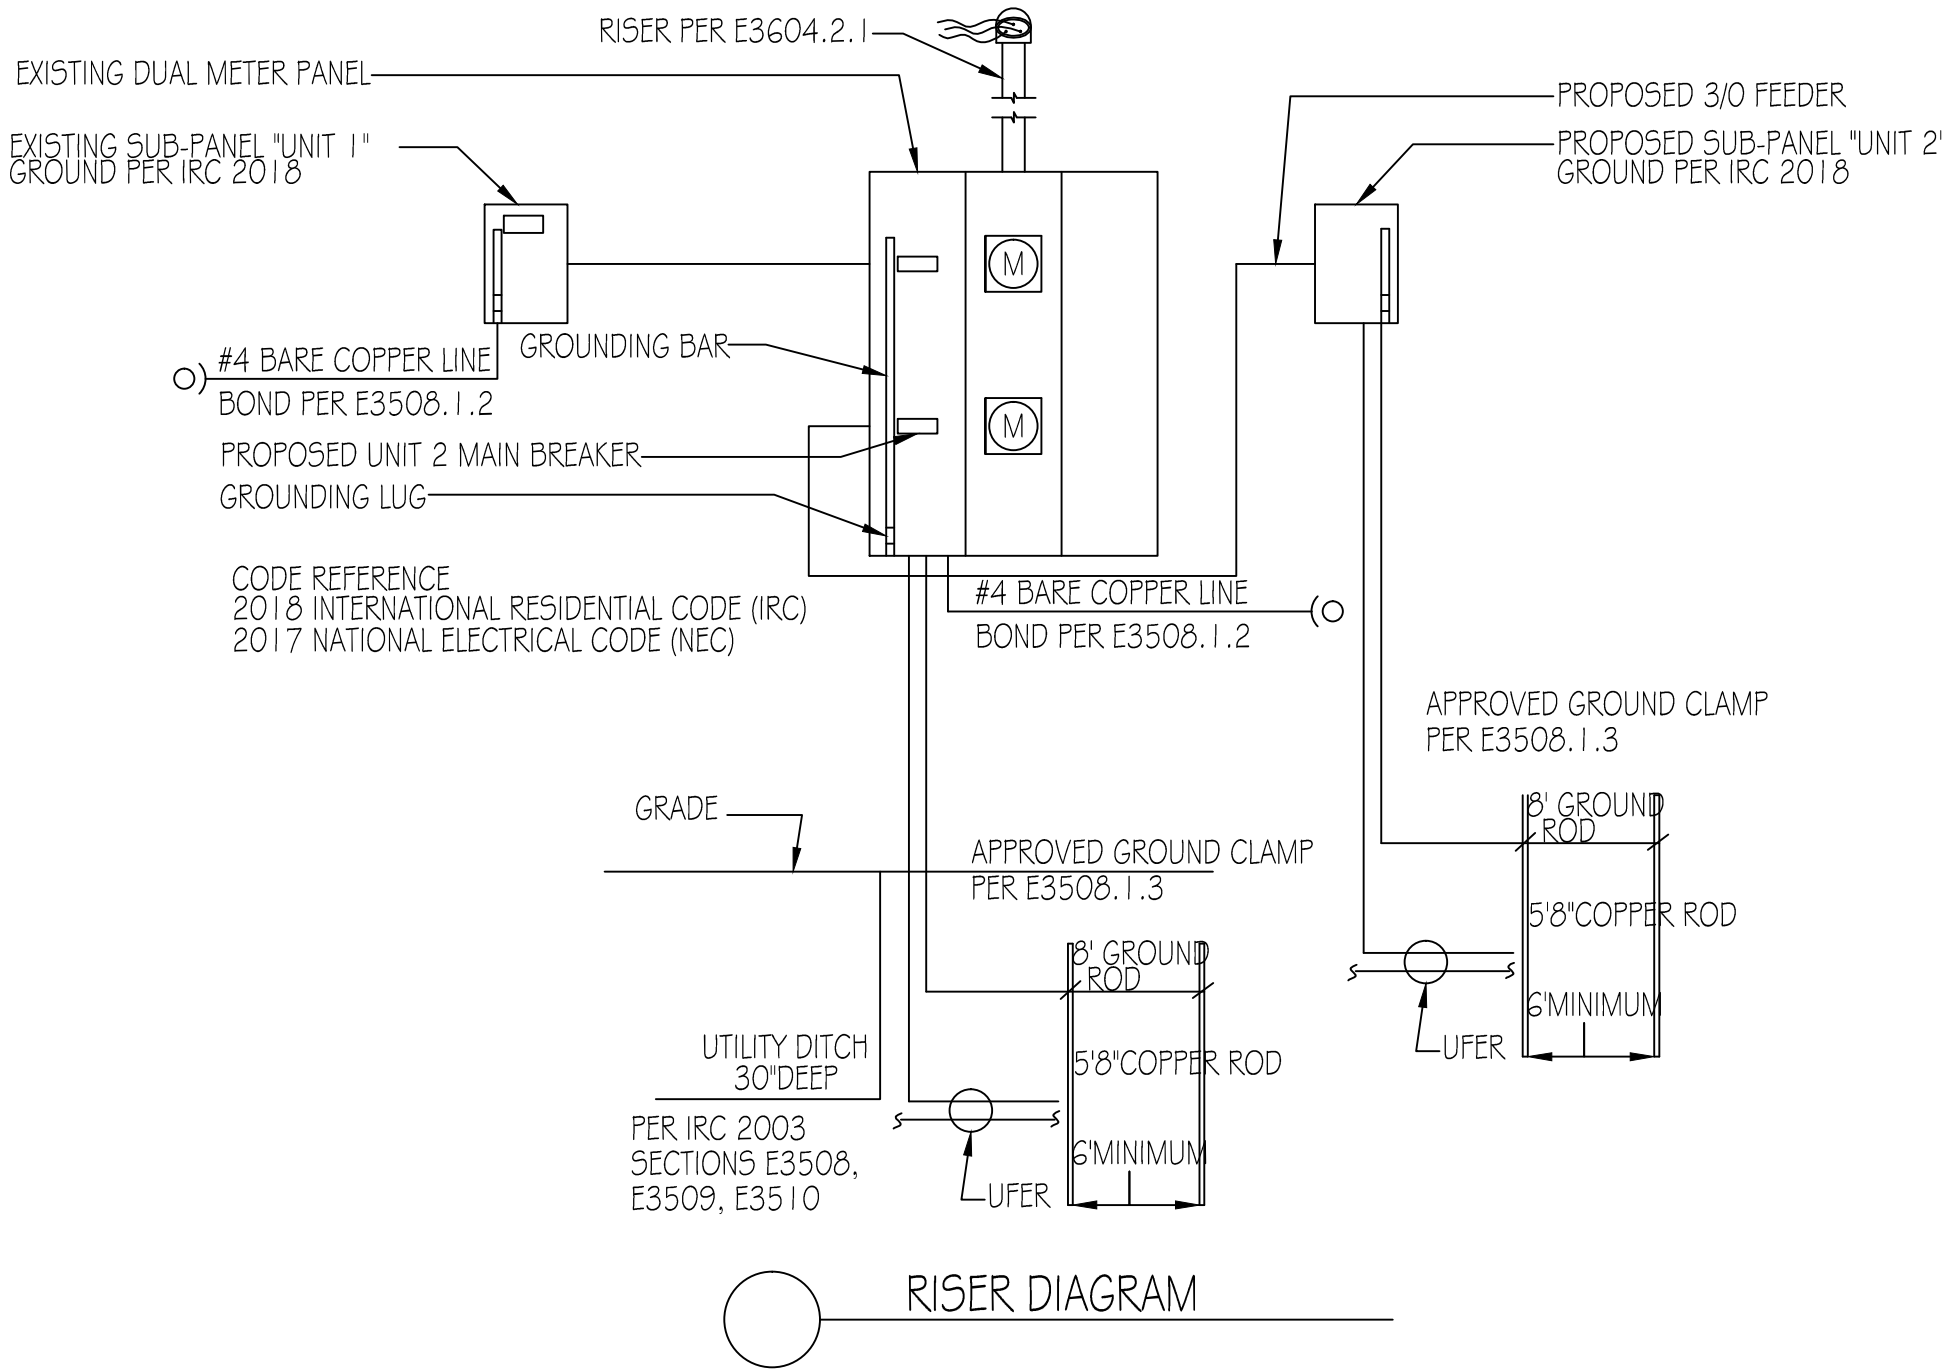 RISER PER E3604.2.1
EXISTING DUAL METER PANEL
PROPOSED 3/0 FEEDER
EXISTING SUB-PANEL "UNIT 1"
GROUND PER IRC 2018
PROPOSED SUB-PANEL "UNIT 2'
GROUND PER IRC 2018
M
#4 BARE COPPER LINE
BOND PER E3508.1.2
GROUNDING BAR
M
PROPOSED UNIT 2 MAIN BREAKER
GROUNDING LUG
CODE REFERENCE
2018 INTERNATIONAL RESIDENTIAL CODE (IRC)
2017 NATIONAL ELECTRICAL CODE (NEC)
#4 BARE COPPER LINE
BOND PER E3508.1.2
APPROVED GROUND CLAMP
PER E3508.1.3
8' GROUND
ROD
5'8"COPPER ROD
6'MINIMUM
UFER
GRADE
APPROVED GROUND CLAMP
PER E3508.1.3
8' GROUND
ROD
5'8"COPPER ROD
6'MINIMUM
UFER
UTILITY DITCH
30"DEEP
PER IRC 2003
SECTIONS E3508,
E3509, E3510
RISER DIAGRAM